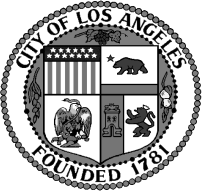 CITY OF LOS ANGELES
FOUNDED 1781